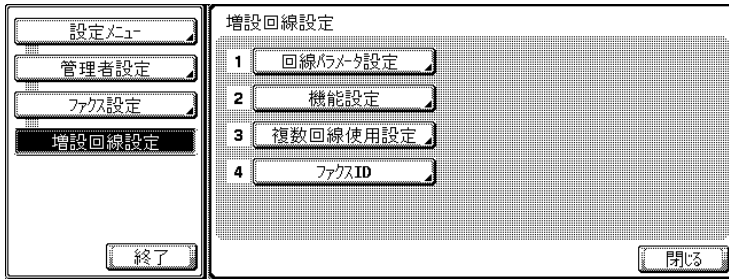 設定メニュー
管理者設定
ファクス設定
増設回線設定
終了
増設回線設定
1 回線パラメータ設定
2 機能設定
3 複数回線使用設定
4 ファクスID
閉じる